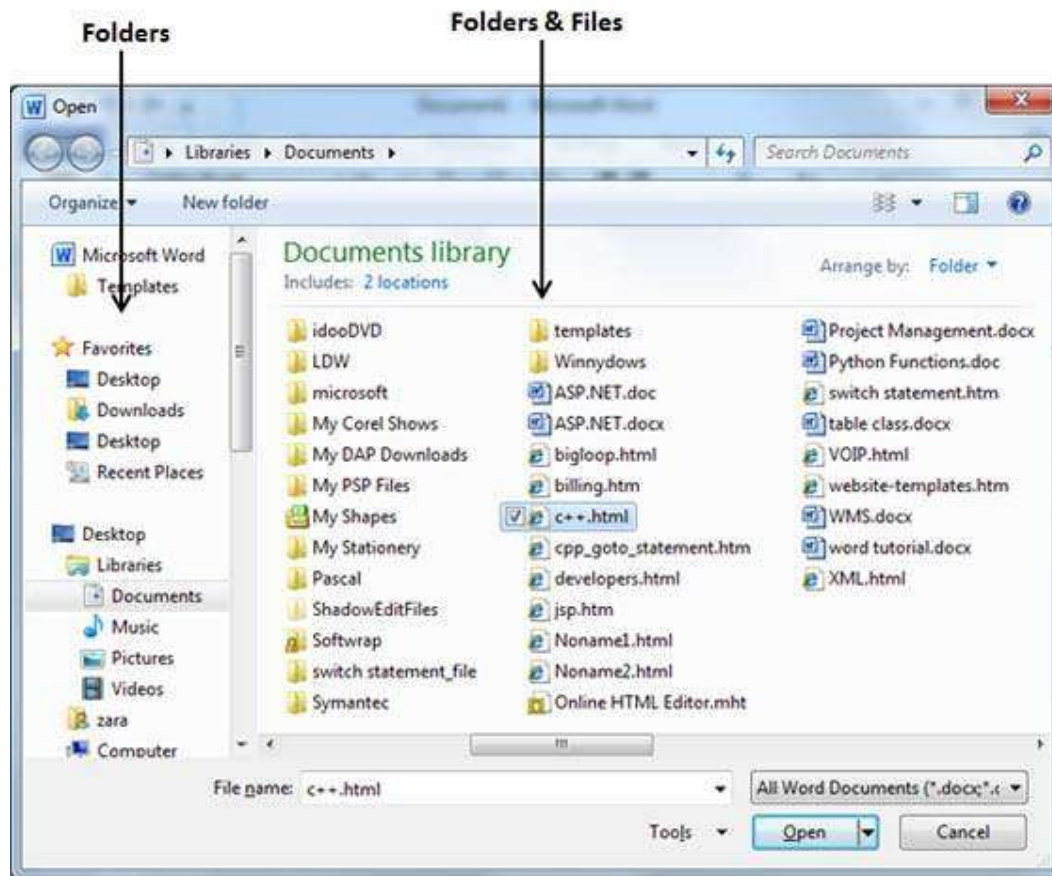 Folders
Folders & Files
Open
Libraries Documents
Search Documents
Organize New folder
Documents library
Includes: 2 locations
Arrange by: Folder
Microsoft Word
Templates
Favorites
Desktop
Downloads
Desktop
Recent Places
Desktop
Libraries
Documents
Music
Pictures
Videos
zara
Computer
idooDVD
LDW
microsoft
My Corel Shows
My DAP Downloads
My PSP Files
My Shapes
My Stationery
Pascal
ShadowEditFiles
Softwrap
switch statement_file
Symantec
templates
Winnydows
ASP.NET.doc
ASP.NET.docx
bigloop.html
billing.htm
c++.html
cpp_goto_statement.htm
developers.html
jsp.htm
Noname1.html
Noname2.html
Online HTML Editor.mht
Project Management.docx
Python Functions.doc
switch statement.htm
table class.docx
VOIP.html
website-templates.htm
WMS.docx
word tutorial.docx
XML.html
File name: c++.html
All Word Documents (*.docx;*.
Tools Open Cancel